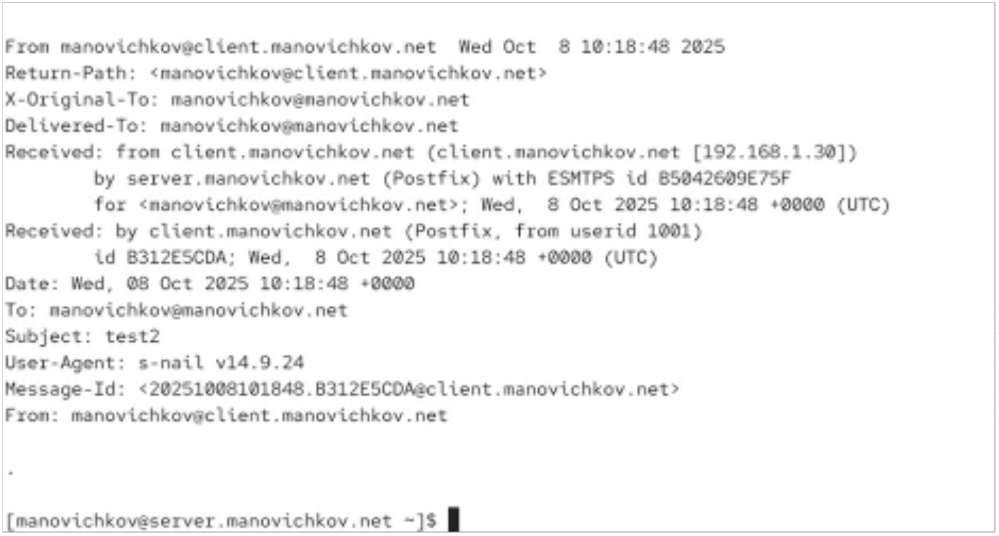 From manovichkov@client.manovichkov.net  Wed Oct  8 10:18:48 2025
Return-Path: <manovichkov@client.manovichkov.net>
X-Original-To: manovichkov@manovichkov.net
Delivered-To: manovichkov@manovichkov.net
Received: from client.manovichkov.net (client.manovichkov.net [192.168.1.30])
        by server.manovichkov.net (Postfix) with ESMTPS id B5042609E75F
        for <manovichkov@manovichkov.net>; Wed,  8 Oct 2025 10:18:48 +0000 (UTC)
Received: by client.manovichkov.net (Postfix, from userid 1001)
        id B312E5CDA; Wed,  8 Oct 2025 10:18:48 +0000 (UTC)
Date: Wed, 08 Oct 2025 10:18:48 +0000
To: manovichkov@manovichkov.net
Subject: test2
User-Agent: s-nail v14.9.24
Message-Id: <20251008101848.B312E5CDA@client.manovichkov.net>
From: manovichkov@client.manovichkov.net

.

[manovichkov@server.manovichkov.net ~]$